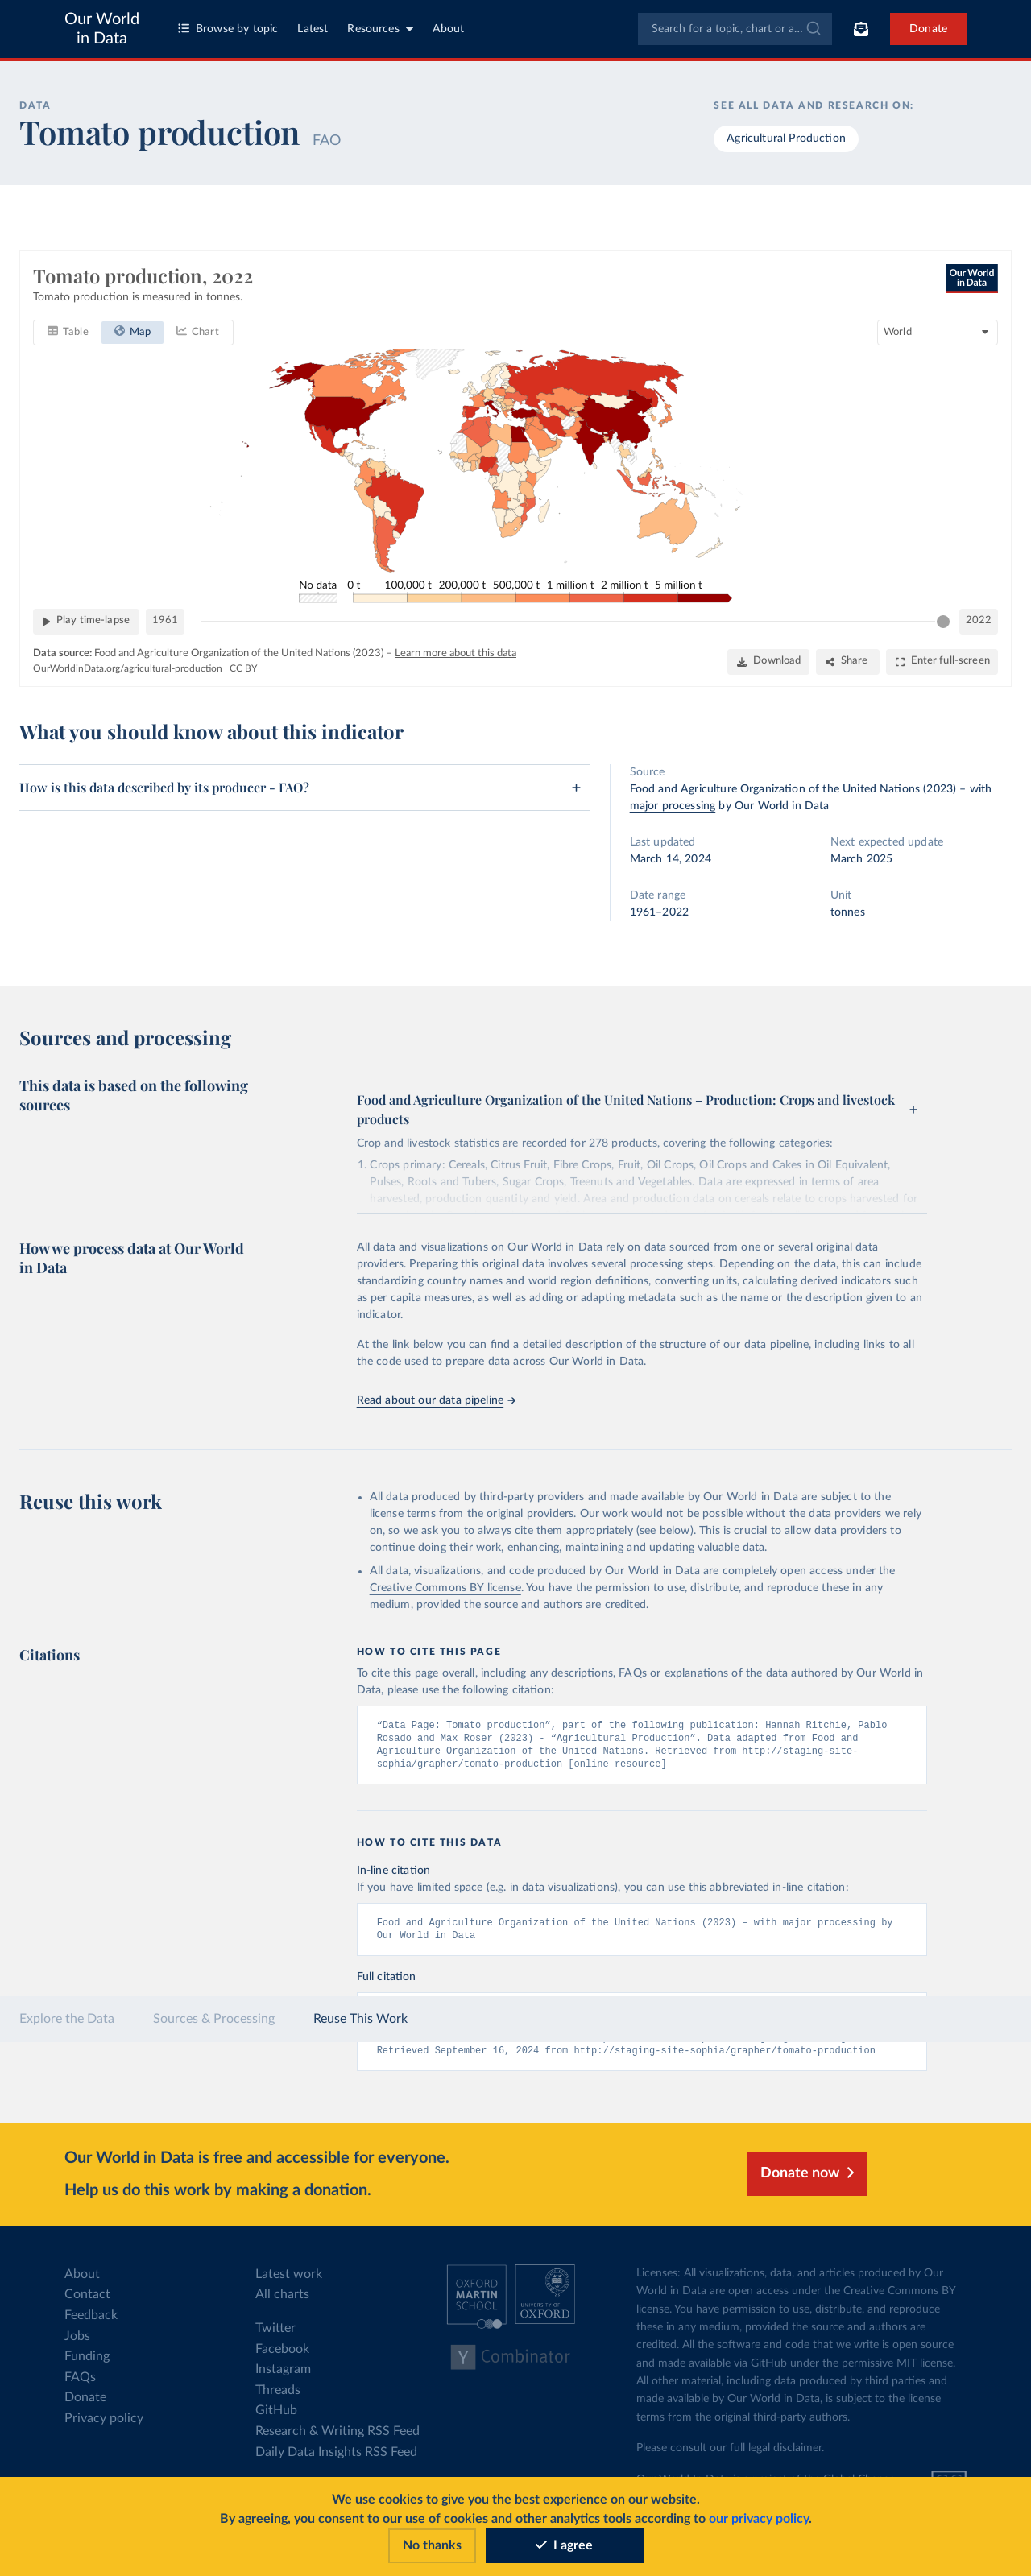 Our World
in Data
Browse by topic
Latest
Resources
About
Search for a topic, chart or a...
Donate
DATA
Tomato production FAO
SEE ALL DATA AND RESEARCH ON:
Agricultural Production
Tomato production, 2022
Tomato production is measured in tonnes.
Our World
in Data
Table
Map
Chart
World
No data
0 t
100,000 t
200,000 t
500,000 t
1 million t
2 million t
5 million t
Play time-lapse
1961
2022
Data source: Food and Agriculture Organization of the United Nations (2023) – Learn more about this data
OurWorldinData.org/agricultural-production | CC BY
Download
Share
Enter full-screen
What you should know about this indicator
How is this data described by its producer - FAO?
Source
Food and Agriculture Organization of the United Nations (2023) – with
major processing by Our World in Data
Last updated
March 14, 2024
Next expected update
March 2025
Date range
1961–2022
Unit
tonnes
Sources and processing
This data is based on the following
sources
Food and Agriculture Organization of the United Nations – Production: Crops and livestock
products
Crop and livestock statistics are recorded for 278 products, covering the following categories:
1. Crops primary: Cereals, Citrus Fruit, Fibre Crops, Fruit, Oil Crops, Oil Crops and Cakes in Oil Equivalent,
Pulses, Roots and Tubers, Sugar Crops, Treenuts and Vegetables. Data are expressed in terms of area
harvested, production quantity and yield. Area and production data on cereals relate to crops harvested for
How we process data at Our World
in Data
All data and visualizations on Our World in Data rely on data sourced from one or several original data
providers. Preparing this original data involves several processing steps. Depending on the data, this can include
standardizing country names and world region definitions, converting units, calculating derived indicators such
as per capita measures, as well as adding or adapting metadata such as the name or the description given to an
indicator.
At the link below you can find a detailed description of the structure of our data pipeline, including links to all
the code used to prepare data across Our World in Data.
Read about our data pipeline
Reuse this work
All data produced by third-party providers and made available by Our World in Data are subject to the
license terms from the original providers. Our work would not be possible without the data providers we rely
on, so we ask you to always cite them appropriately (see below). This is crucial to allow data providers to
continue doing their work, enhancing, maintaining and updating valuable data.
All data, visualizations, and code produced by Our World in Data are completely open access under the
Creative Commons BY license. You have the permission to use, distribute, and reproduce these in any
medium, provided the source and authors are credited.
Citations
HOW TO CITE THIS PAGE
To cite this page overall, including any descriptions, FAQs or explanations of the data authored by Our World in
Data, please use the following citation:
“Data Page: Tomato production”, part of the following publication: Hannah Ritchie, Pablo
Rosado and Max Roser (2023) - “Agricultural Production”. Data adapted from Food and
Agriculture Organization of the United Nations. Retrieved from http://staging-site-
sophia/grapher/tomato-production [online resource]
HOW TO CITE THIS DATA
In-line citation
If you have limited space (e.g. in data visualizations), you can use this abbreviated in-line citation:
Food and Agriculture Organization of the United Nations (2023) – with major processing by
Our World in Data
Full citation
Explore the Data
Sources & Processing
Reuse This Work
Retrieved September 16, 2024 from http://staging-site-sophia/grapher/tomato-production
Our World in Data is free and accessible for everyone.
Help us do this work by making a donation.
Donate now
About
Contact
Feedback
Jobs
Funding
FAQs
Donate
Privacy policy
Latest work
All charts
Twitter
Facebook
Instagram
Threads
GitHub
Research & Writing RSS Feed
Daily Data Insights RSS Feed
OXFORD
MARTIN
SCHOOL
UNIVERSITY OF
OXFORD
Y Combinator
Licenses: All visualizations, data, and articles produced by Our
World in Data are open access under the Creative Commons BY
license. You have permission to use, distribute, and reproduce
these in any medium, provided the source and authors are
credited. All the software and code that we write is open source
and made available via GitHub under the permissive MIT license.
All other material, including data produced by third parties and
made available by Our World in Data, is subject to the license
terms from the original third-party authors.
Please consult our full legal disclaimer.
We use cookies to give you the best experience on our website.
By agreeing, you consent to our use of cookies and other analytics tools according to our privacy policy.
No thanks
I agree